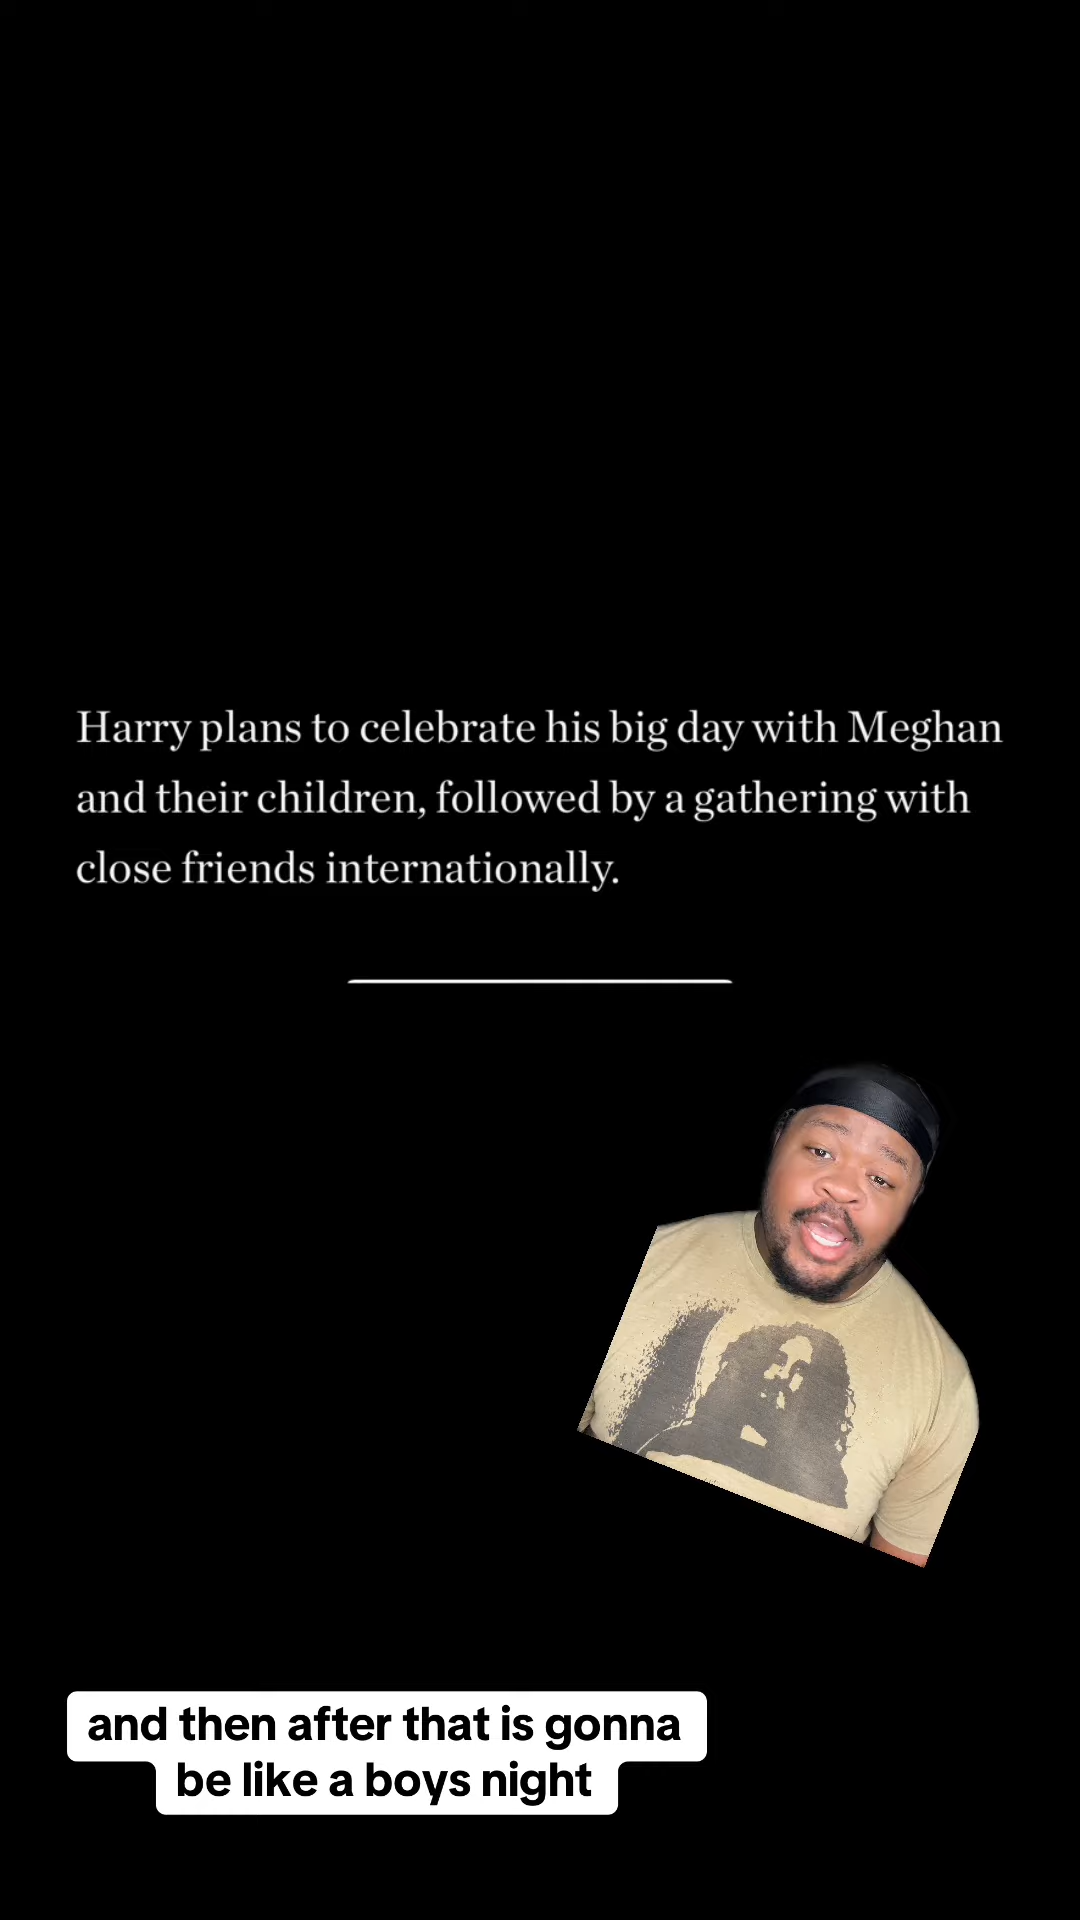 Harry plans to celebrate his big day with Meghan
and their children, followed by a gathering with
close friends internationally.
and then after that is gonna
be like a boys night